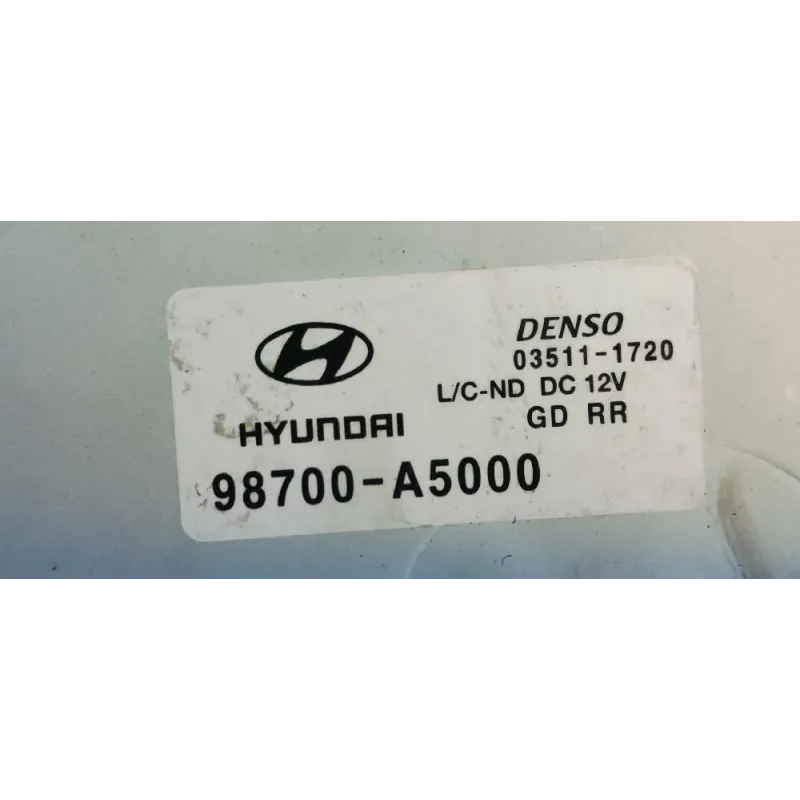 HYUNDAI
DENSO
03511-1720
L/C-ND DC 12V
GD RR
98700-A5000